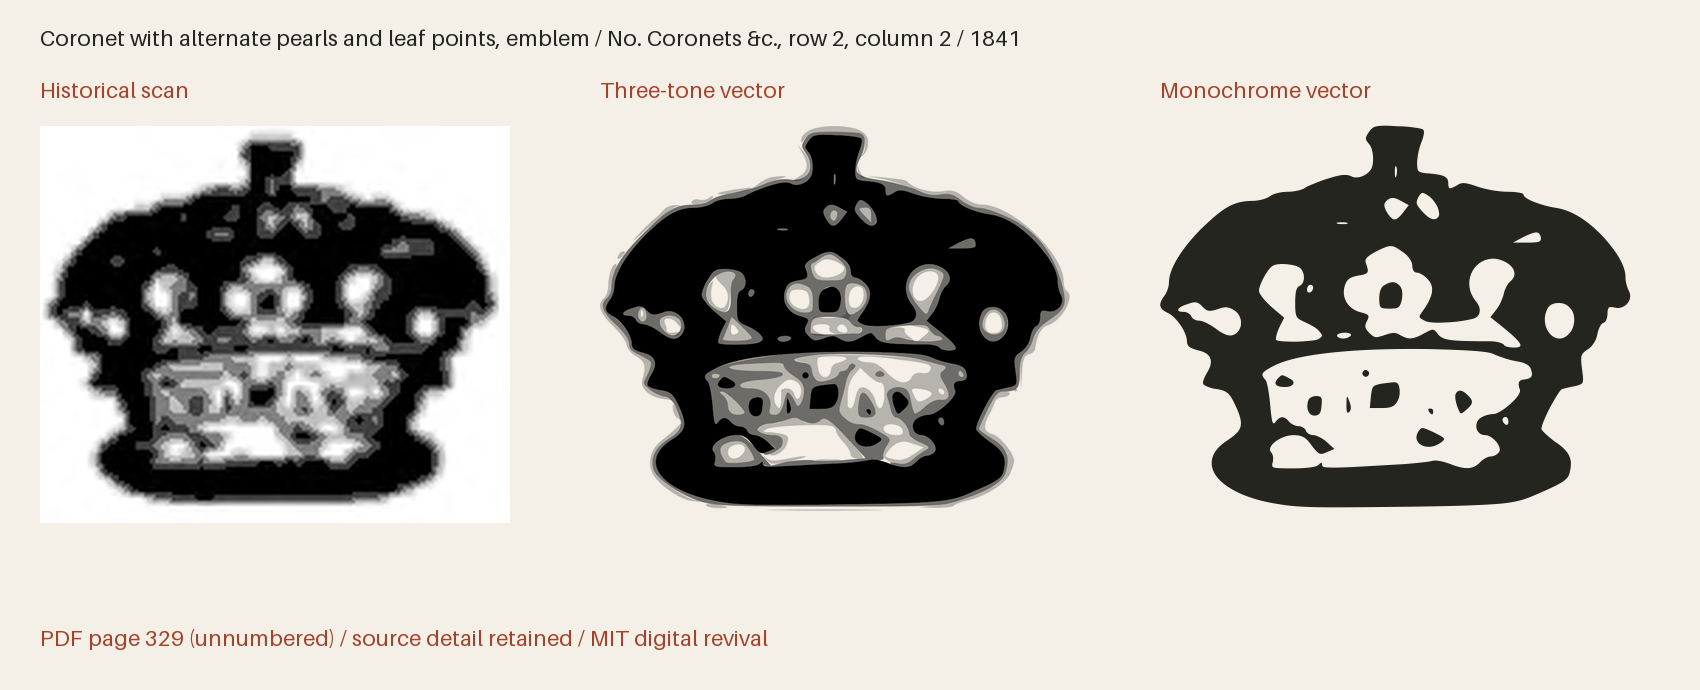 Coronet with alternate pearls and leaf points, emblem / No. Coronets &c., row 2, column 2 / 1841
Historical scan
Three-tone vector
Monochrome vector
PDF page 329 (unnumbered) / source detail retained / MIT digital revival